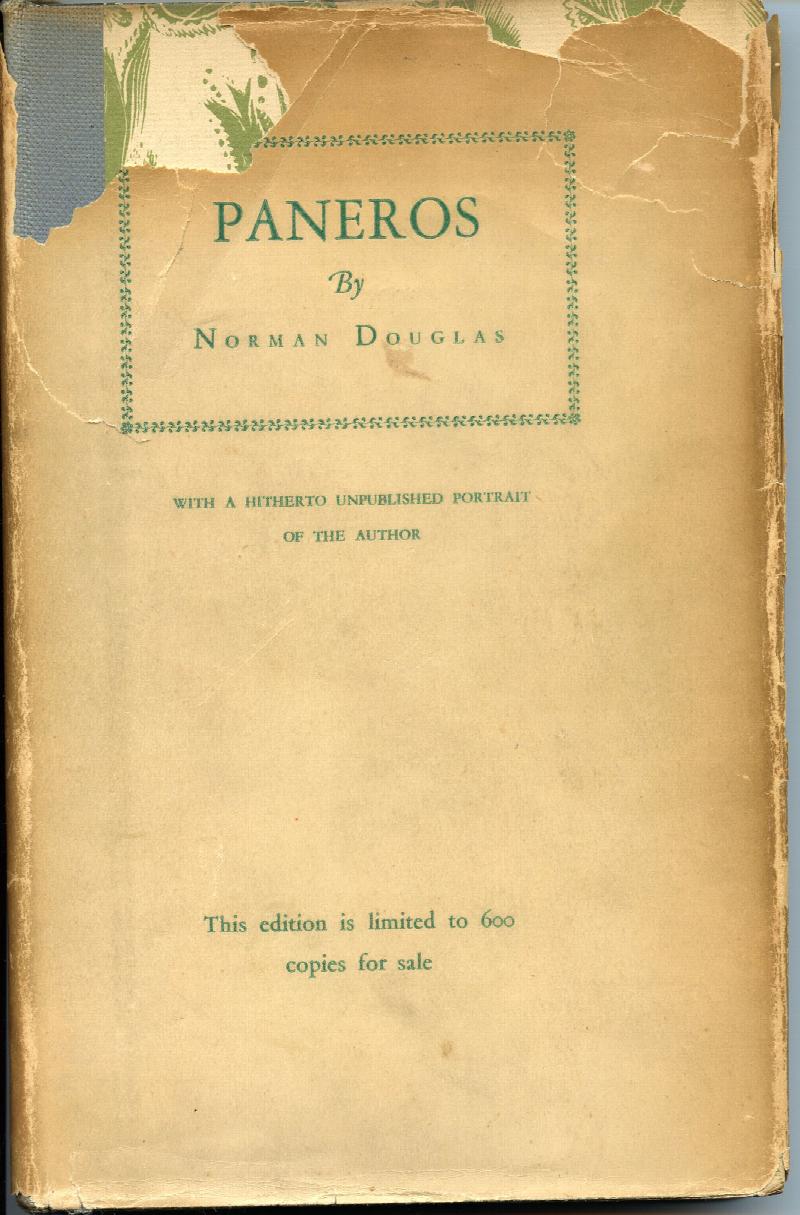 PANEROS
By
NORMAN DOUGLAS
WITH A HITHERTO UNPUBLISHED PORTRAIT
OF THE AUTHOR
This edition is limited to 600
copies for sale